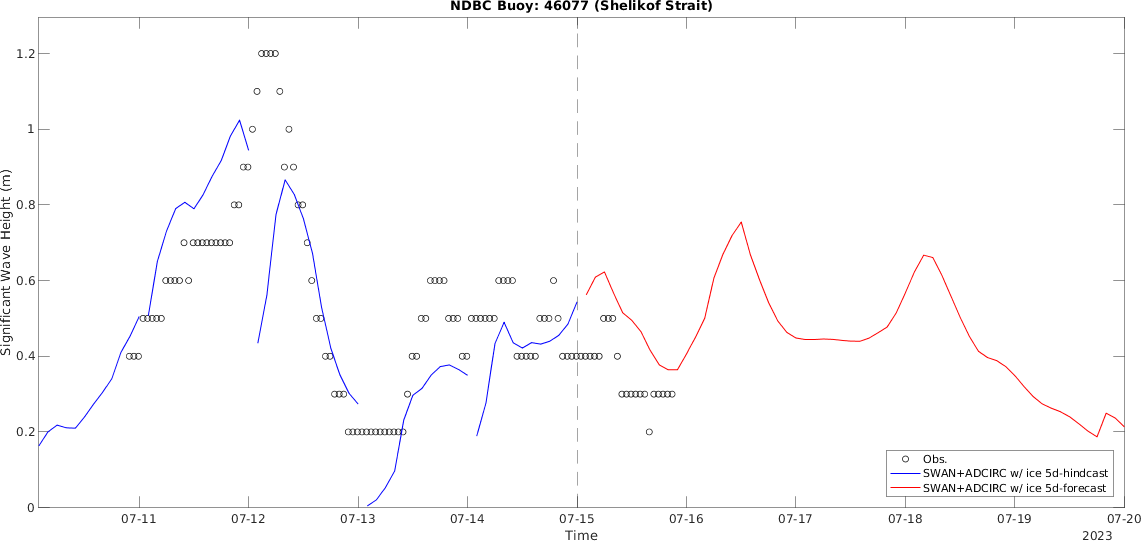 NDBC Buoy: 46077 (Shelikof Strait)
Significant Wave Height (m)
1.2
1
0.8
0.6
0.4
0.2
0
Obs.
SWAN+ADCIRC w/ ice 5d-hindcast
SWAN+ADCIRC w/ ice 5d-forecast
07-11 07-12 07-13 07-14 07-15 07-16 07-17 07-18 07-19 07-20
Time
2023